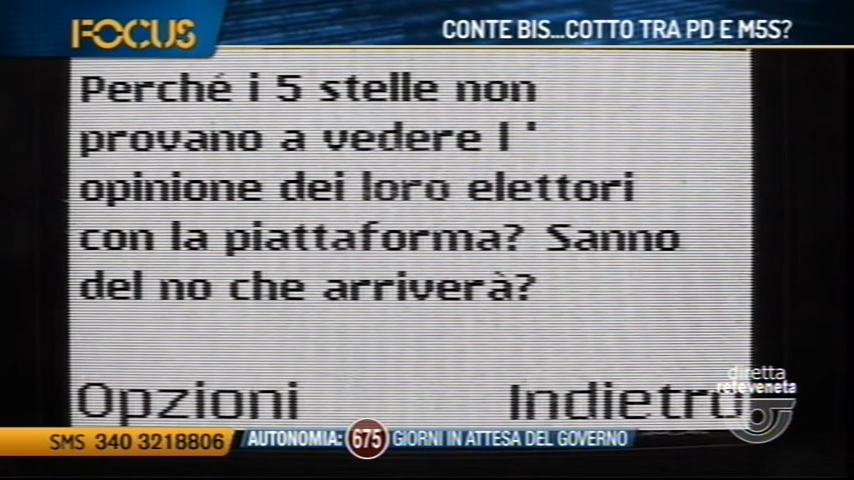 FOCUS
CONTE BIS...COTTO TRA PD E M5S?
Perché i 5 stelle non
provano a vedere l '
opinione dei loro elettori
con la piattaforma? Sanno
del no che arriverà?
Opzioni Indietro
diretta
reteveneta
SMS 340 3218806 AUTONOMIA: 675 GIORNI IN ATTESA DEL GOVERNO